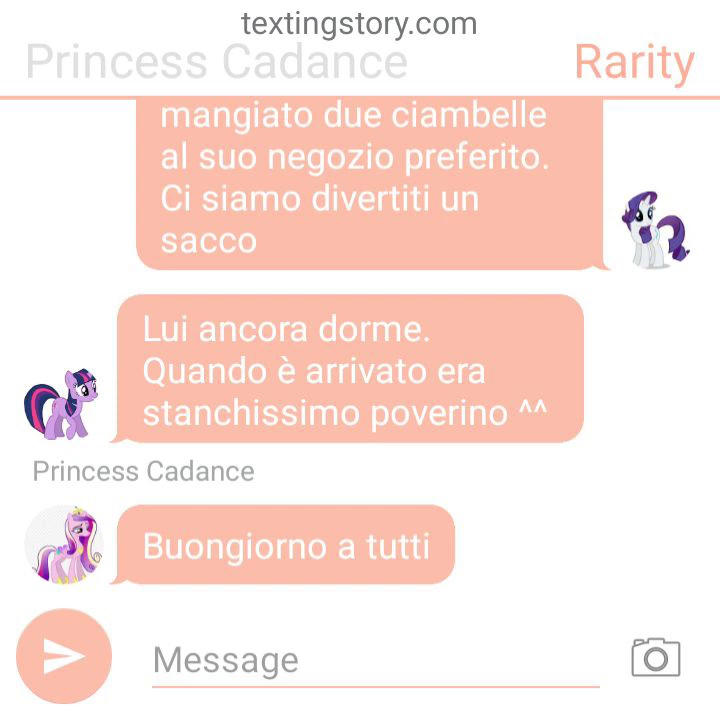 textingstory.com
Princess Cadance
Rarity
mangiato due ciambelle
al suo negozio preferito.
Ci siamo divertiti un
sacco
Lui ancora dorme.
Quando è arrivato era
stanchissimo poverino ^^
Princess Cadance
Buongiorno a tutti
Message